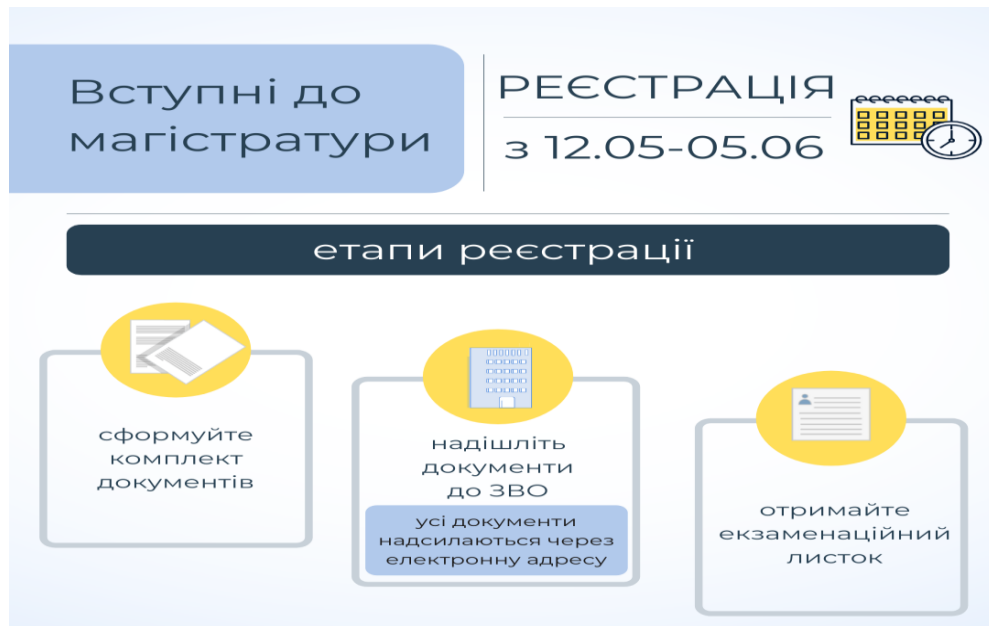 Вступні до
магістратури
РЕЄСТРАЦІЯ
з 12.05-05.06
етапи реєстрації
сформуйте
комплект
документів
надішліть
документи
до ЗВО
усі документи
надсилаються через
електронну адресу
отримайте
екзаменаційний
листок